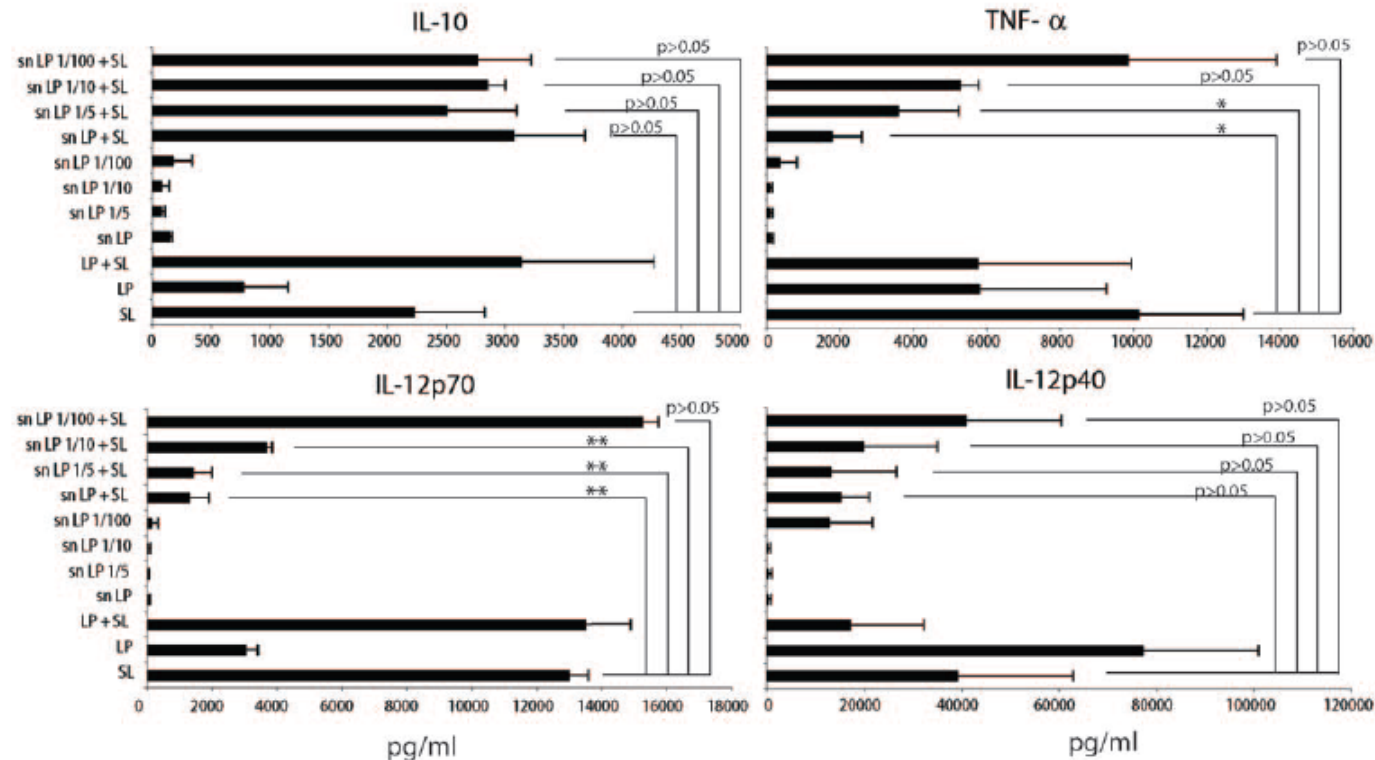 IL-10
sn LP 1/100 + SL
sn LP 1/10 + SL
sn LP 1/5 + SL
sn LP + SL
sn LP 1/100
sn LP 1/10
sn LP 1/5
sn LP
LP + SL
LP
SL
p>0.05
p>0.05
p>0.05
p>0.05
0 500 1000 1500 2000 2500 3000 3500 4000 4500 5000
TNF- α
p>0.05
p>0.05
*
*
0 2000 4000 6000 8000 10000 12000 14000 16000
IL-12p70
sn LP 1/100 + SL
sn LP 1/10 + SL
sn LP 1/5 + SL
sn LP + SL
sn LP 1/100
sn LP 1/10
sn LP 1/5
sn LP
LP + SL
LP
SL
p>0.05
**
**
**
0 2000 4000 6000 8000 10000 12000 14000 16000 18000
pg/ml
IL-12p40
p>0.05
p>0.05
p>0.05
p>0.05
0 20000 40000 60000 80000 100000 120000
pg/ml